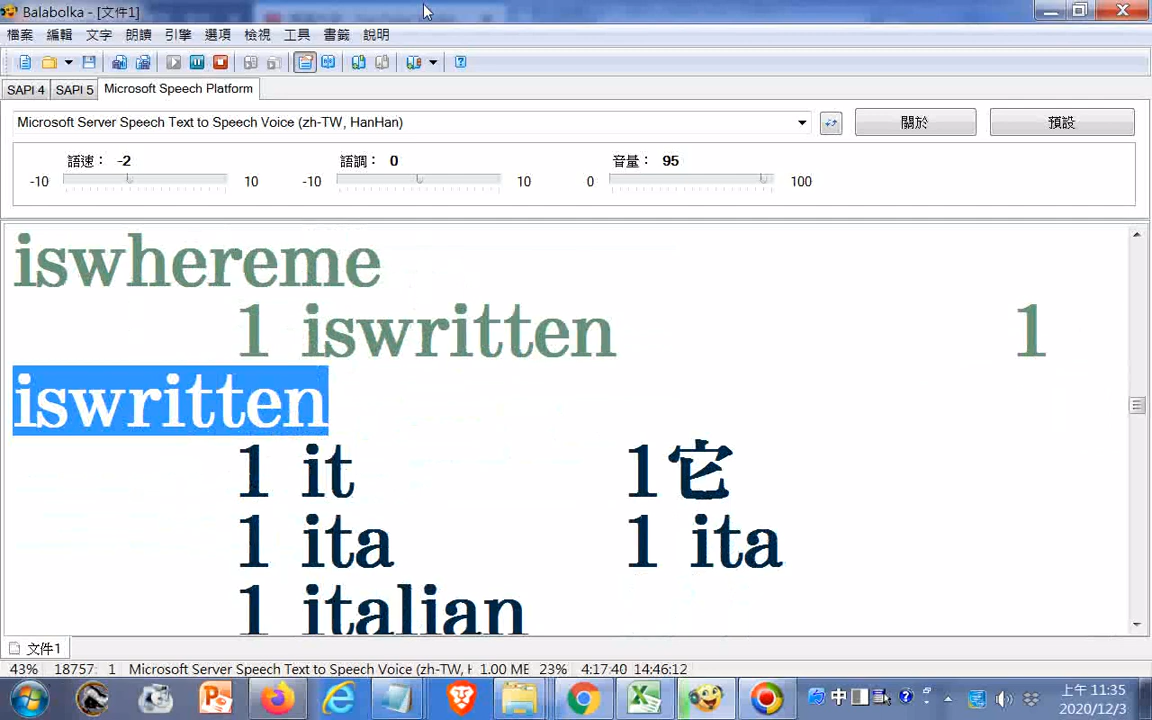 Balabolka - [文件1]
檔案 編輯 文字 朗讀 引擎 選項 檢視 工具 書籤 說明
SAPI 4 SAPI 5 Microsoft Speech Platform
Microsoft Server Speech Text to Speech Voice (zh-TW, HanHan) 關於 預設
語速： -2 語調： 0 音量： 95
-10 10 -10 10 0 100
iswhereme
1 iswritten 1
iswritten
1 it 1它
1 ita 1 ita
1 italian
文件1
43% 18757: 1 Microsoft Server Speech Text to Speech Voice (zh-TW, 1.00 ME 23% 4:17:40 14:46:12
中 上午 11:35
2020/12/3